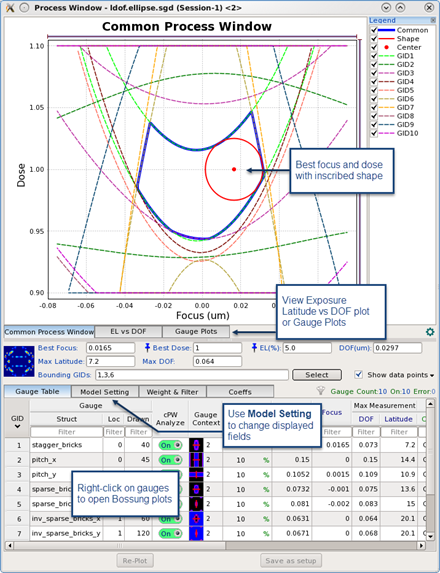 Process Window - ldof.ellipse.sgd (Session-1) <2>
Common Process Window
Legend
Common
Shape
Center
GID1
GID2
GID3
GID4
GID5
GID6
GID7
GID8
GID9
GID10
1.10
1.05
1.00
0.95
0.90
Dose
-0.08 -0.06 -0.04 -0.02 0.00 0.02 0.04 0.06
Focus (um)
Best focus and dose
with inscribed shape
View Exposure
Latitude vs DOF plot
or Gauge Plots
Common Process Window EL vs DOF Gauge Plots
Best Focus: 0.0165 Best Dose: 1 EL(%): 5.0 DOF(um): 0.0297
Max Latitude: 7.2 Max DOF: 0.064
Bounding GIDs: 1,3,6 Select Show data points
Gauge Table Model Setting Weight & Filter Coeffs Gauge Count:10 On:10 Error:0
GID Gauge cPW Analyze Gauge Context Focus Max Measurement
Struct Loc Drawn DOF Latitude
Filter Filter Filter Filter Filter
1 stagger_bricks 0 40 On 2 0.0165 0.073 7.2
2 pitch_x 0 45 On 2 10 % 0.15 0.15 14.4
3 pitch_y On 2 10 % 0.1052 0.0015 0.109 10.9
4 sparse_b 2 10 % 0.0732 -0.001 0.075 13.6
5 sparse_b 2 10 % 0.081 -0.002 0.083 15
6 inv_sparse_bricks_x 1 60 On 2 10 % 0.0631 0 0.064 20.1
7 inv_sparse_bricks_y 1 120 On 2 10 % 0.0671 0 0.068 20.1
Use Model Setting
to change displayed
fields
Right-click on gauges
to open Bossung plots
Re-Plot Save as setup